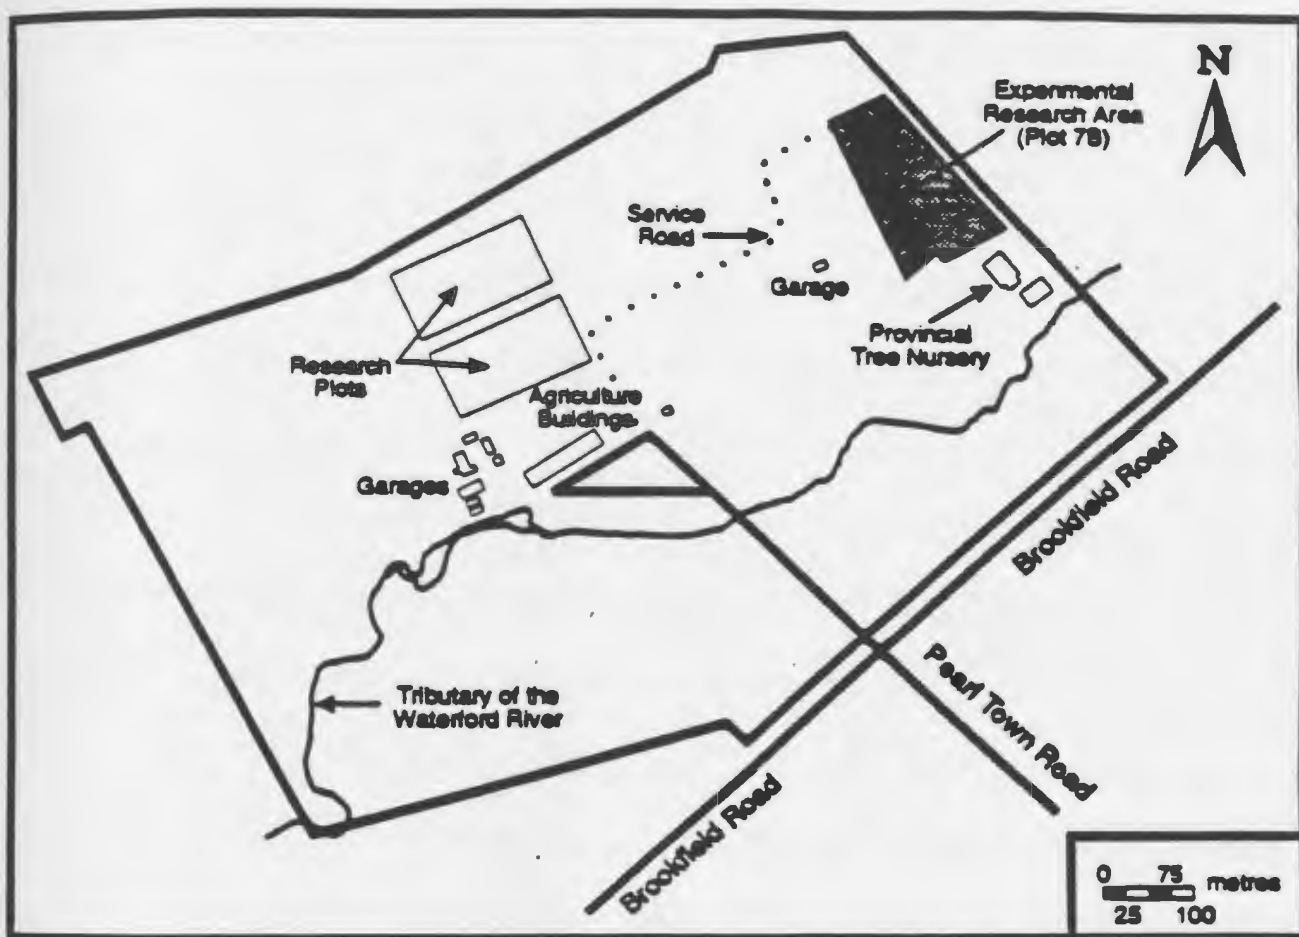 N
Experimental
Research Area
(Plot 7B)
Service
Road
Garage
Provincial
Tree Nursery
Research
Plots
Agriculture
Buildings
Garages
Brookfield Road
Tributary of the
Waterford River
Pearl Town Road
Brookfield Road
0 75 metres
25 100